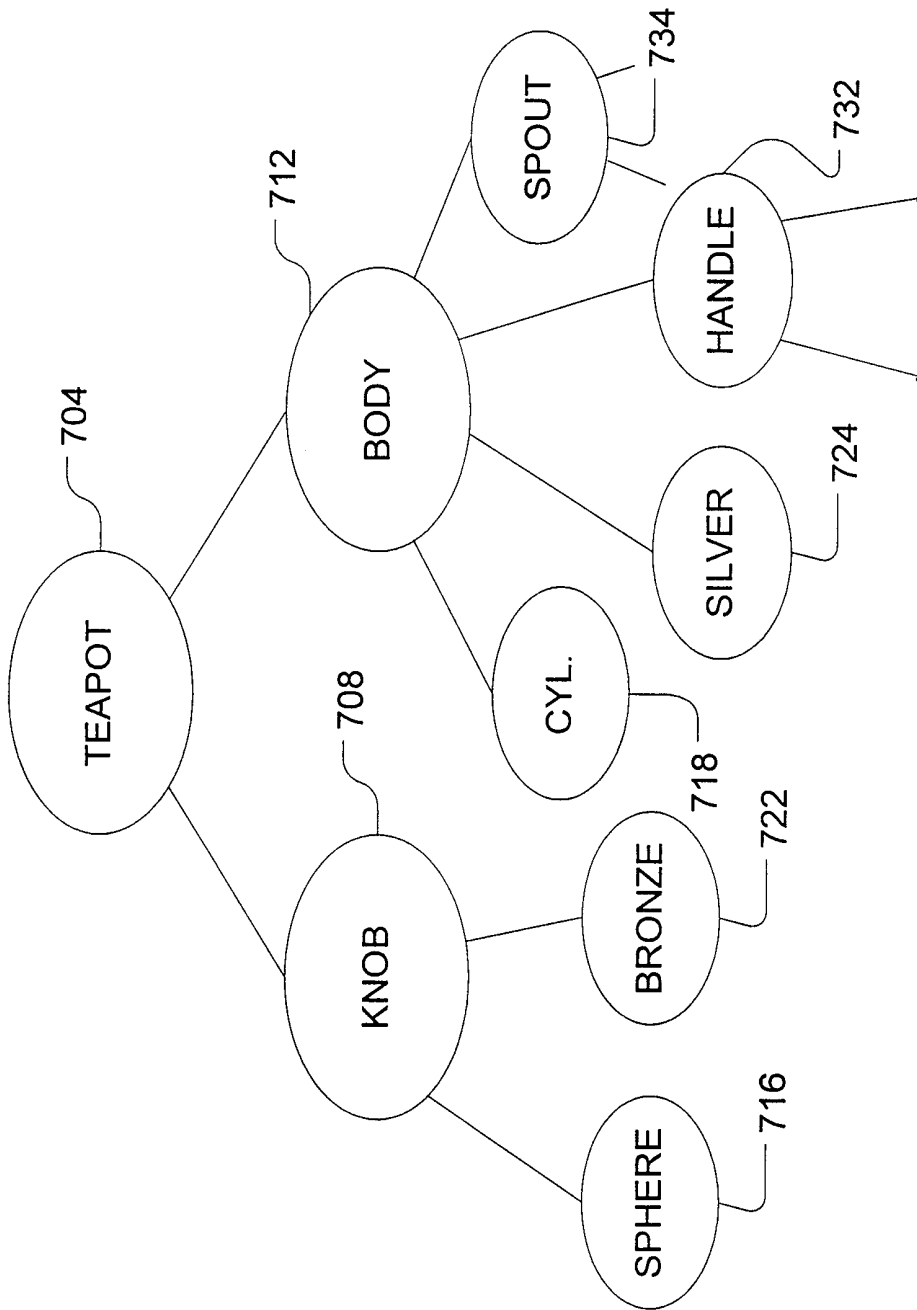 TEAPOT
704
KNOB
708
BODY
712
SPHERE
716
BRONZE
722
CYL.
718
SILVER
724
HANDLE
732
SPOUT
734